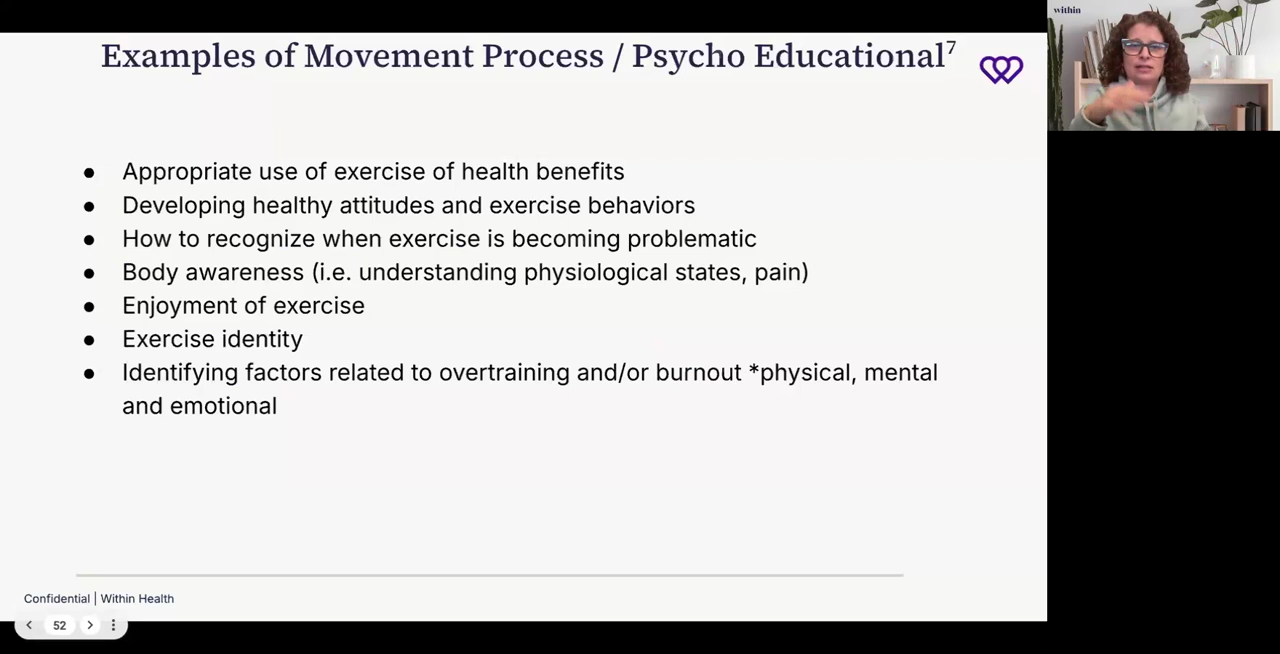 within
Examples of Movement Process / Psycho Educational7
● Appropriate use of exercise of health benefits
● Developing healthy attitudes and exercise behaviors
● How to recognize when exercise is becoming problematic
● Body awareness (i.e. understanding physiological states, pain)
● Enjoyment of exercise
● Exercise identity
● Identifying factors related to overtraining and/or burnout *physical, mental
and emotional
Confidential | Within Health
52